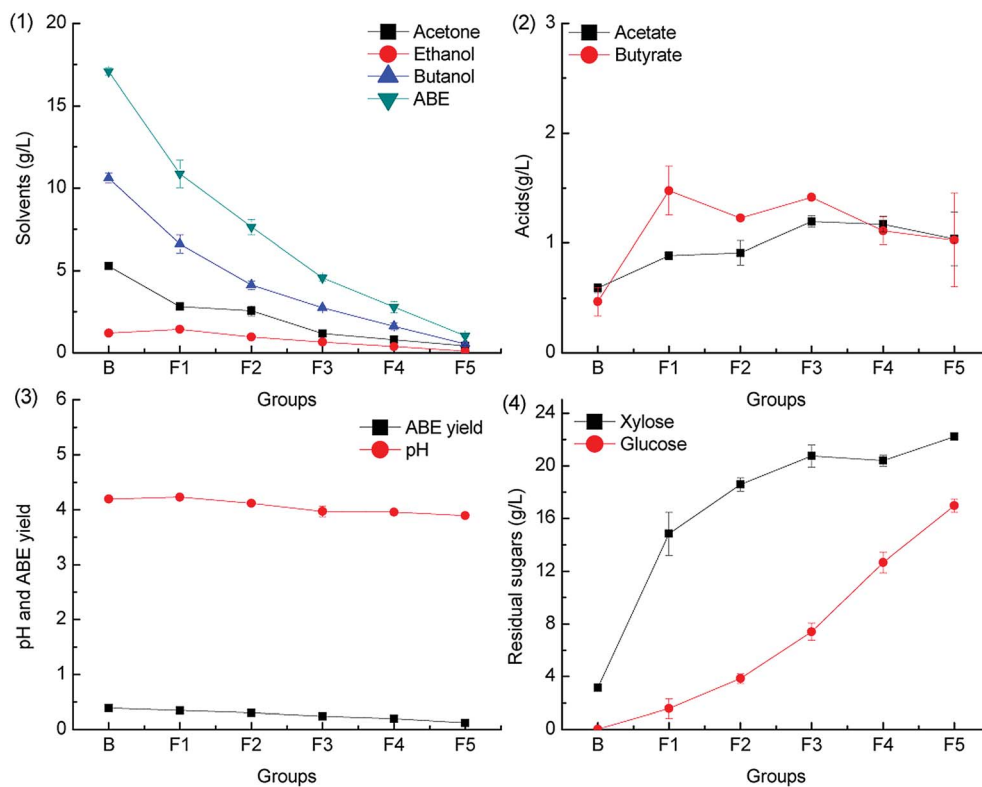 (1)
20
15
10
5
0
Solvents (g/L)
Acetone
Ethanol
Butanol
ABE
B F1 F2 F3 F4 F5
Groups
(2)
3
2
1
0
Acids(g/L)
Acetate
Butyrate
B F1 F2 F3 F4 F5
Groups
(3)
6
5
4
3
2
1
0
pH and ABE yield
ABE yield
pH
B F1 F2 F3 F4 F5
Groups
(4)
24
20
16
12
8
4
0
Residual sugars (g/L)
Xylose
Glucose
B F1 F2 F3 F4 F5
Groups